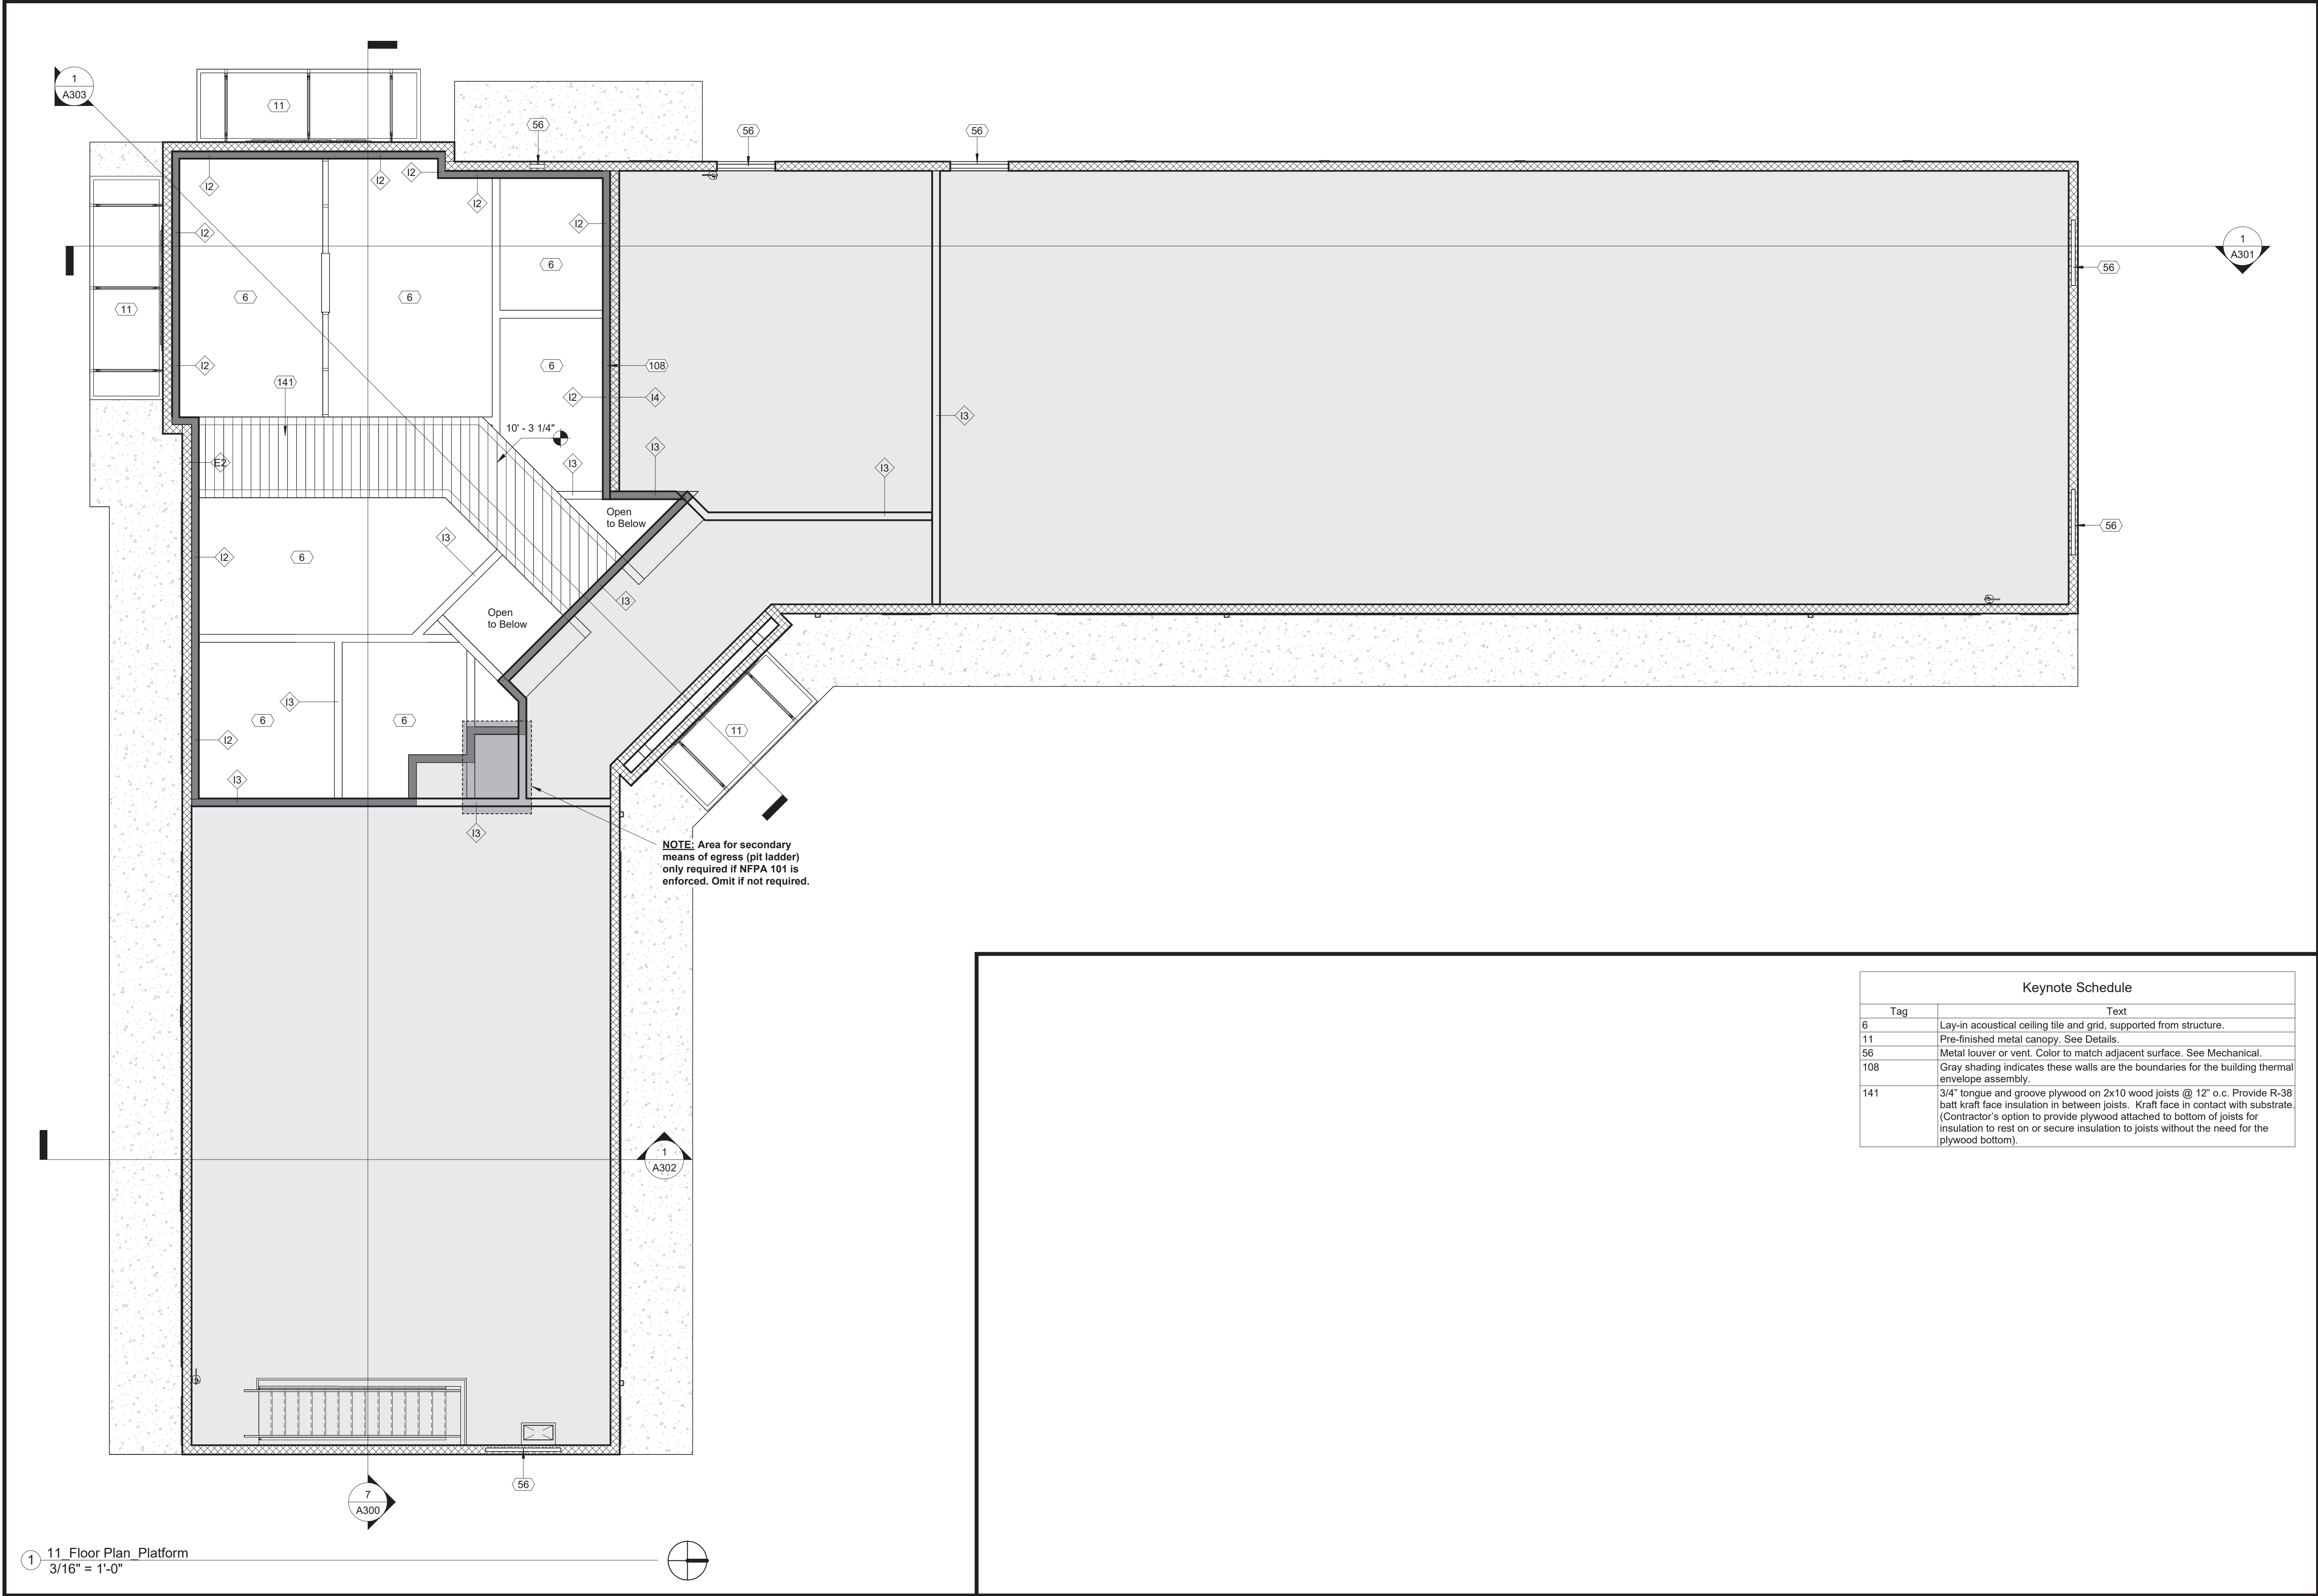 1
A303
11
56
56
56
I2
I2
I2
I2
I2
I2
11
6
6
6
1
A301
56
I2
141
6
108
I2
I4
I3
10' - 3 1/4"
I3
I3
I3
E2
Open
to Below
56
I3
I2
6
I3
Open
to Below
I3
6
6
I2
11
I3
I3
NOTE: Area for secondary
means of egress (pit ladder)
only required if NFPA 101 is
enforced. Omit if not required.
Keynote Schedule
Tag Text
6 Lay-in acoustical ceiling tile and grid, supported from structure.
11 Pre-finished metal canopy. See Details.
56 Metal louver or vent. Color to match adjacent surface. See Mechanical.
108 Gray shading indicates these walls are the boundaries for the building thermal
envelope assembly.
141 3/4" tongue and groove plywood on 2x10 wood joists @ 12" o.c. Provide R-38
batt kraft face insulation in between joists. Kraft face in contact with substrate.
(Contractor's option to provide plywood attached to bottom of joists for
insulation to rest on or secure insulation to joists without the need for the
plywood bottom).
1
A302
56
7
A300
1 11_Floor Plan_Platform
3/16" = 1'-0"